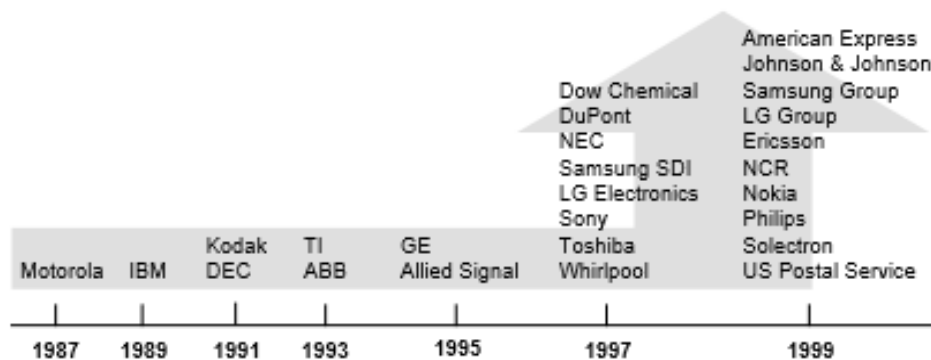 American Express
Johnson & Johnson
Dow Chemical Samsung Group
DuPont LG Group
NEC Ericsson
Samsung SDI NCR
LG Electronics Nokia
Sony Philips
Kodak TI GE Toshiba Solectron
Motorola IBM DEC ABB Allied Signal Whirlpool US Postal Service
1987 1989 1991 1993 1995 1997 1999